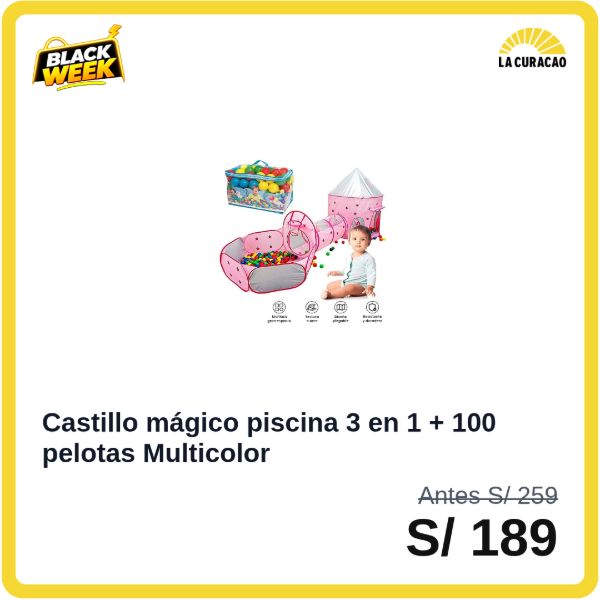 BLACK
WEEK
LA CURACAO
Castillo mágico piscina 3 en 1 + 100
pelotas Multicolor
Antes S/ 259
S/ 189